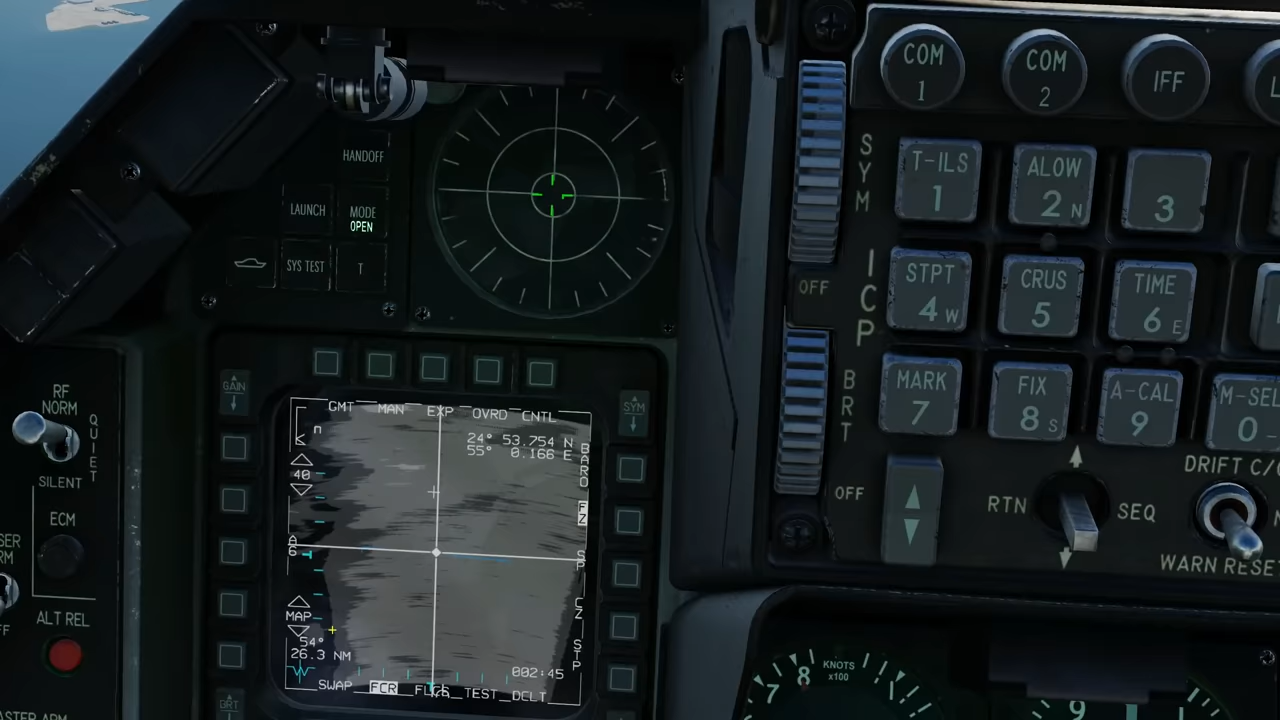 HANDOFF
LAUNCH
MODE
OPEN
SYS TEST
T
COM
1
COM
2
IFF
SYM
T-ILS
1
ALOW
2 N
3
OFF
ICP
STPT
4 W
CRUS
5
TIME
6 E
BRT
MARK
7
FIX
8 S
A-CAL
9
M-SEL
0
OFF
RTN
SEQ
DRIFT C/
WARN RESE
RF
NORM
QUIET
SILENT
ECM
ALT REL
GAIN
SYM
GMT MAN EXP OVRD CNTL
24° 53.754 N
55° 0.166 E
BARO
40
FZ
A
6
SP
CZ
MAP
STP
54°
26.3 NM
002:45
SWAP FCR FLCS TEST DCLT
BRT
KNOTS
X100
7
8
9